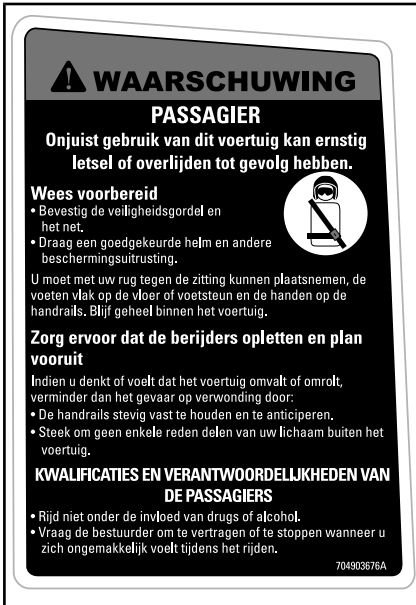 WAARSCHUWING
PASSAGIER
Onjuist gebruik van dit voertuig kan ernstig
letsel of overlijden tot gevolg hebben.
Wees voorbereid
• Bevestig de veiligheidsgordel en
het net.
• Draag een goedgekeurde helm en andere
beschermingsuitrusting.
U moet met uw rug tegen de zitting kunnen plaatsnemen, de
voeten vlak op de vloer of voetsteun en de handen op de
handrails. Blijf geheel binnen het voertuig.
Zorg ervoor dat de berijders opletten en plan
vooruit
Indien u denkt of voelt dat het voertuig omvalt of omrolt,
verminder dan het gevaar op verwonding door:
• De handrails stevig vast te houden en te anticiperen.
• Steek om geen enkele reden delen van uw lichaam buiten het
voertuig.
KWALIFICATIES EN VERANTWOORDELIJKHEDEN VAN
DE PASSAGIERS
• Rijd niet onder de invloed van drugs of alcohol.
• Vraag de bestuurder om te vertragen of te stoppen wanneer u
zich ongemakkelijk voelt tijdens het rijden.
704903676A